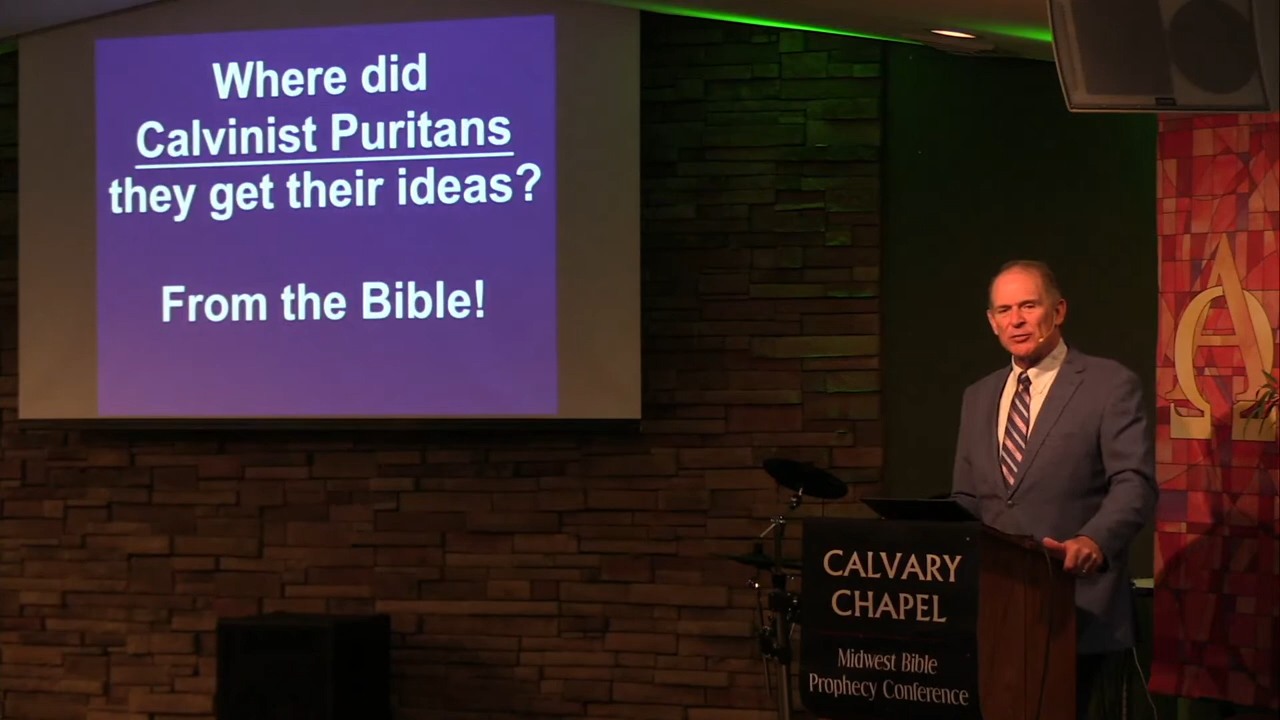 Where did
Calvinist Puritans
they get their ideas?
From the Bible!
CALVARY
CHAPEL
Midwest Bible
Prophecy Conference